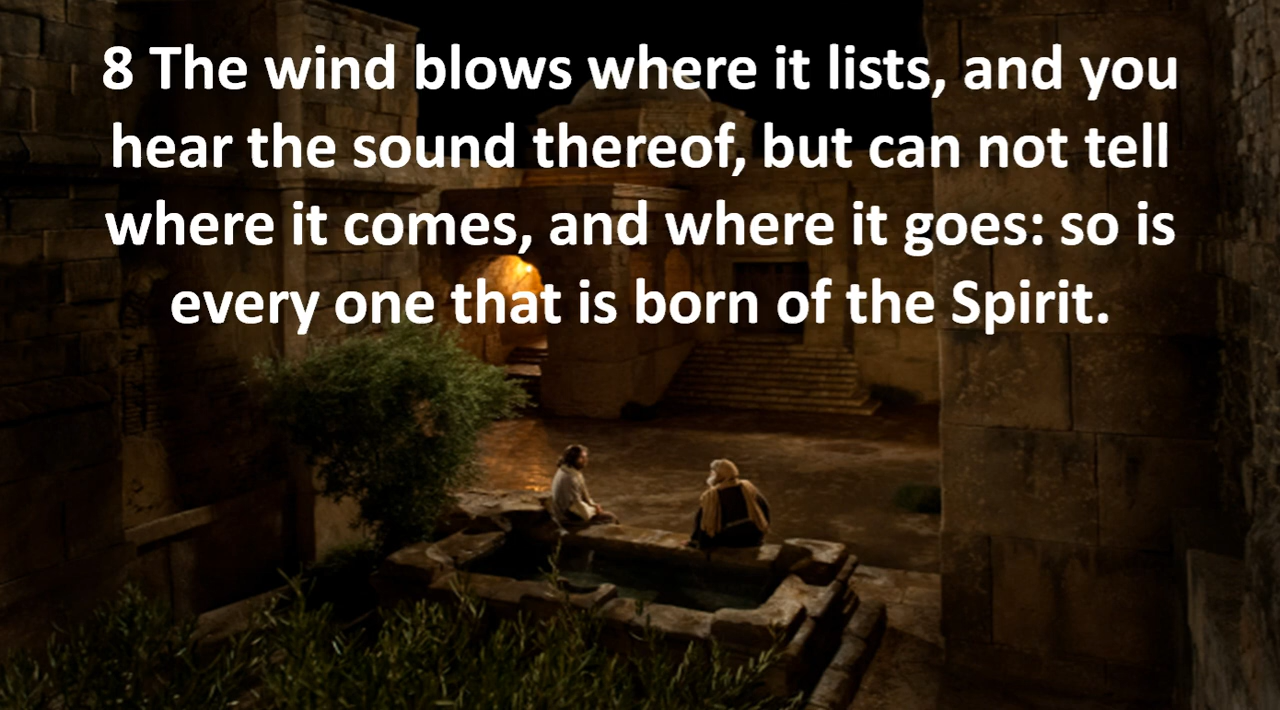 8 The wind blows where it lists, and you
hear the sound thereof, but can not tell
where it comes, and where it goes: so is
every one that is born of the Spirit.